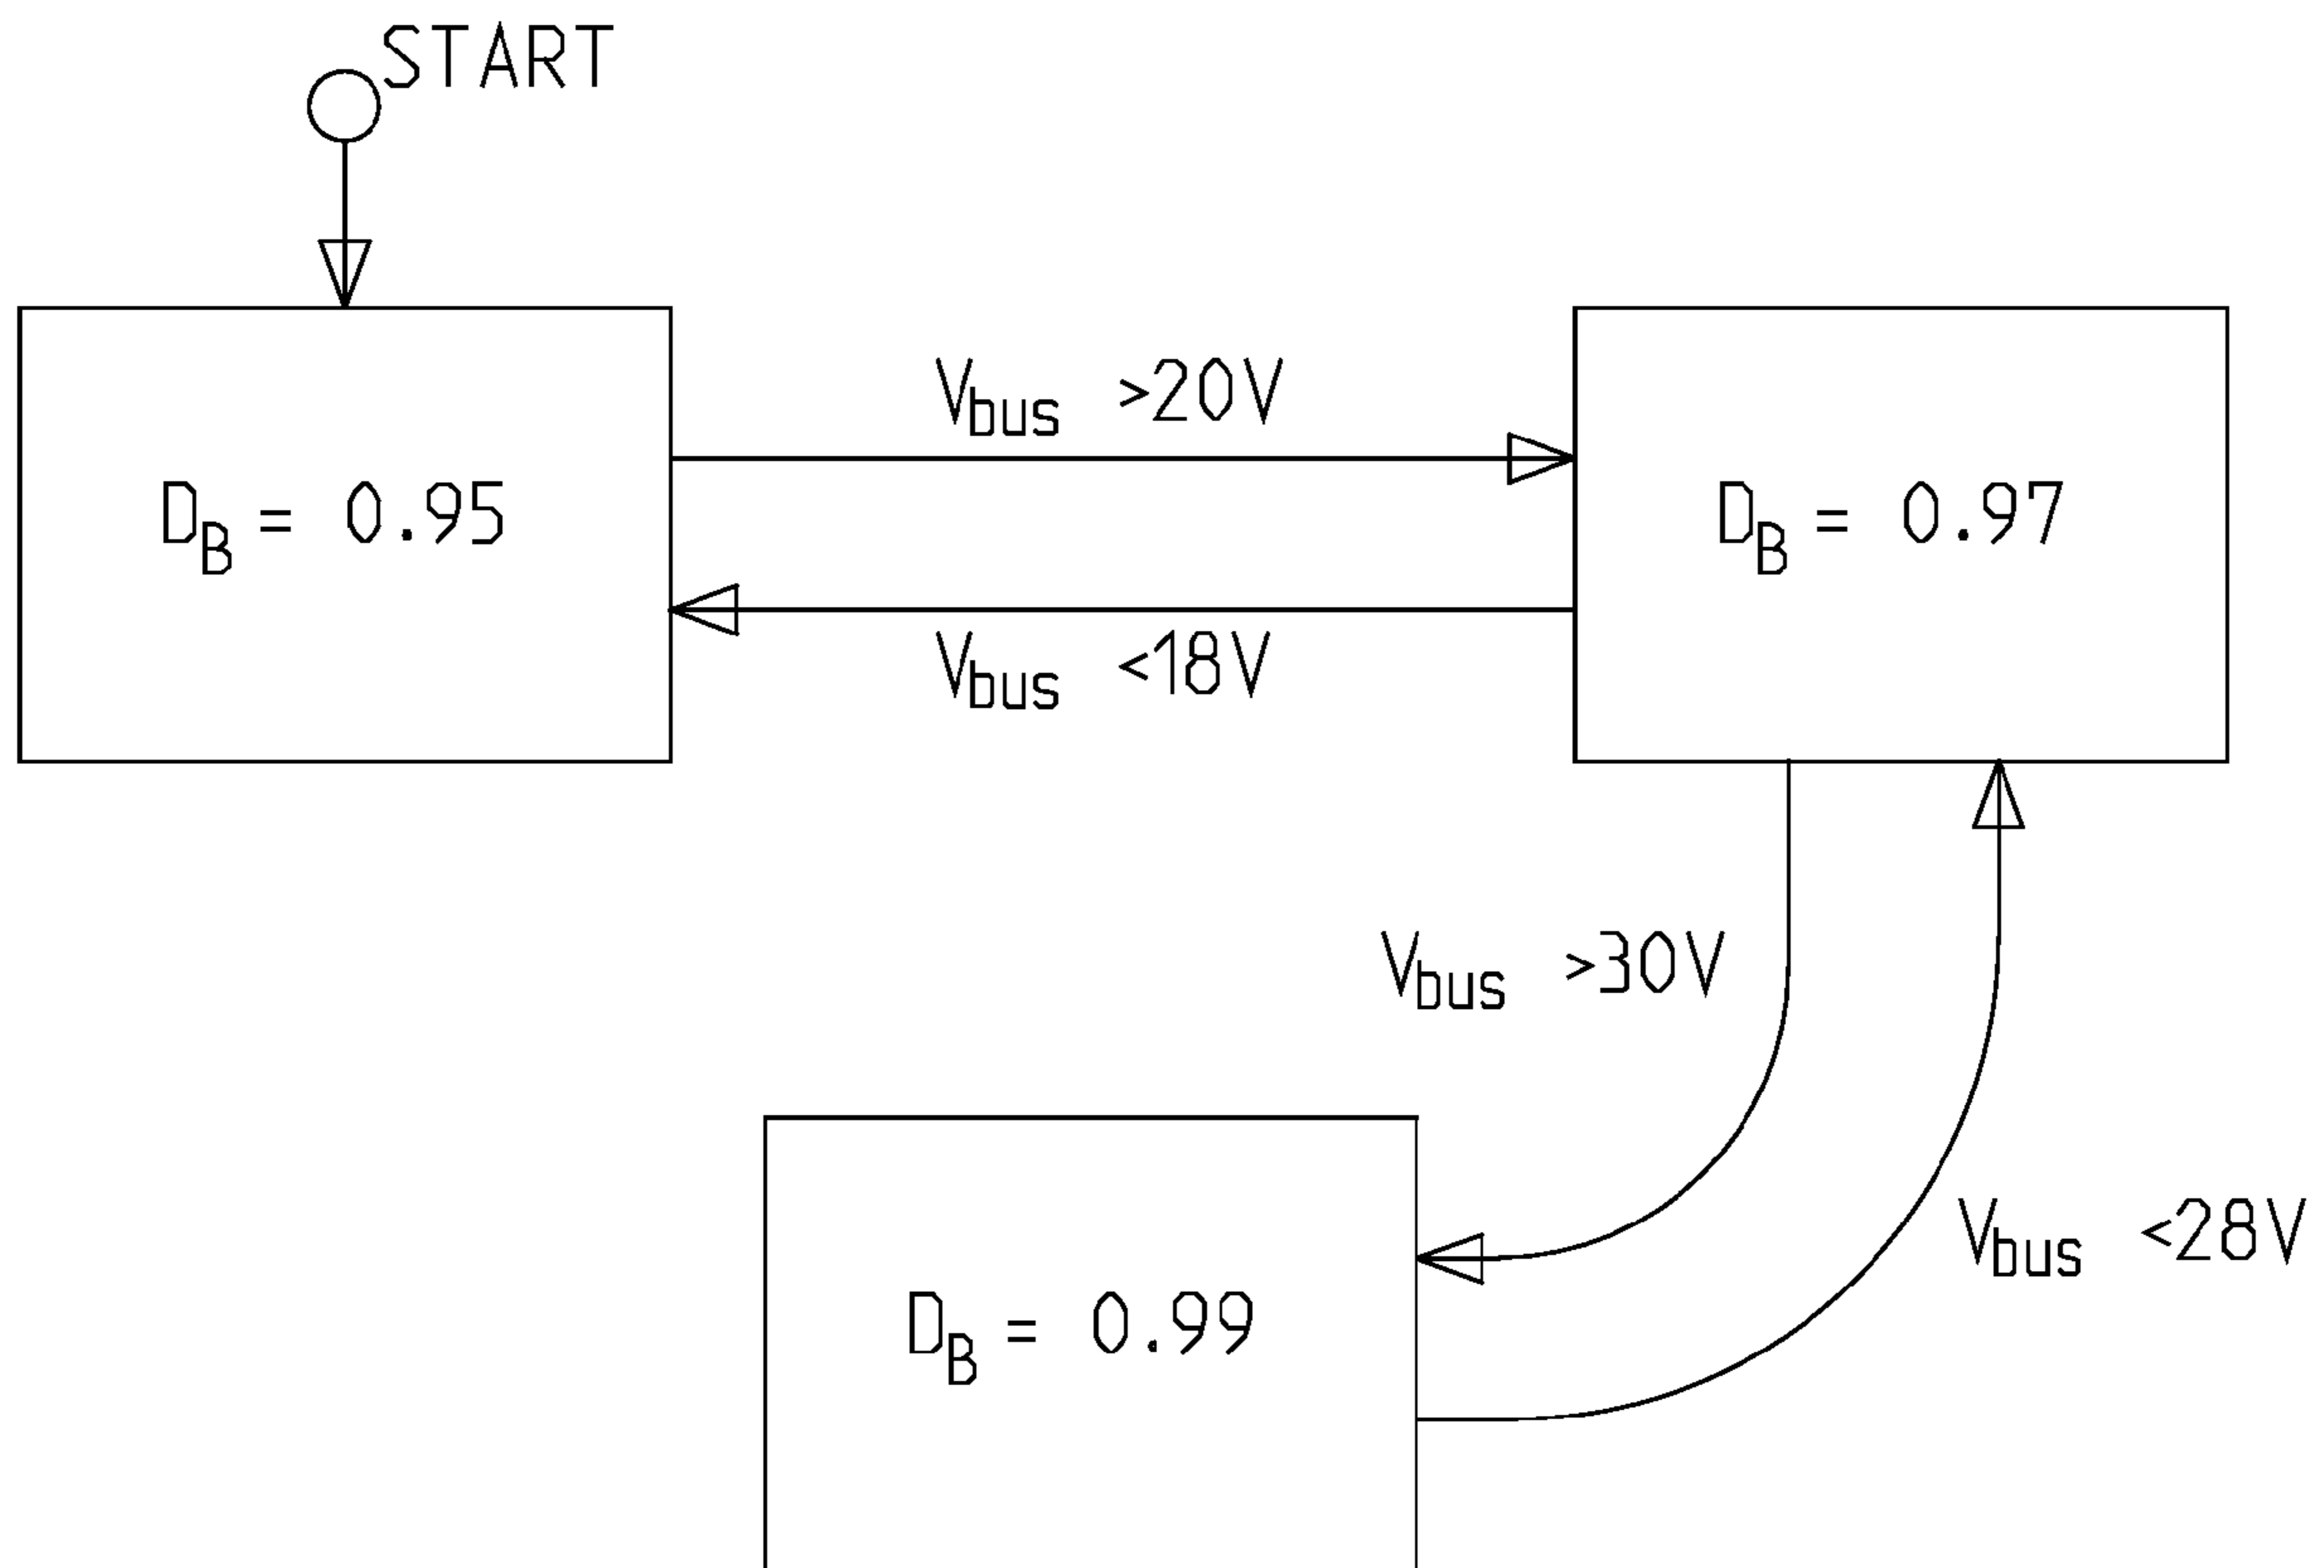 START
Vbus >20V
DB = 0.95
DB = 0.97
Vbus <18V
Vbus >30V
Vbus <28V
DB = 0.99